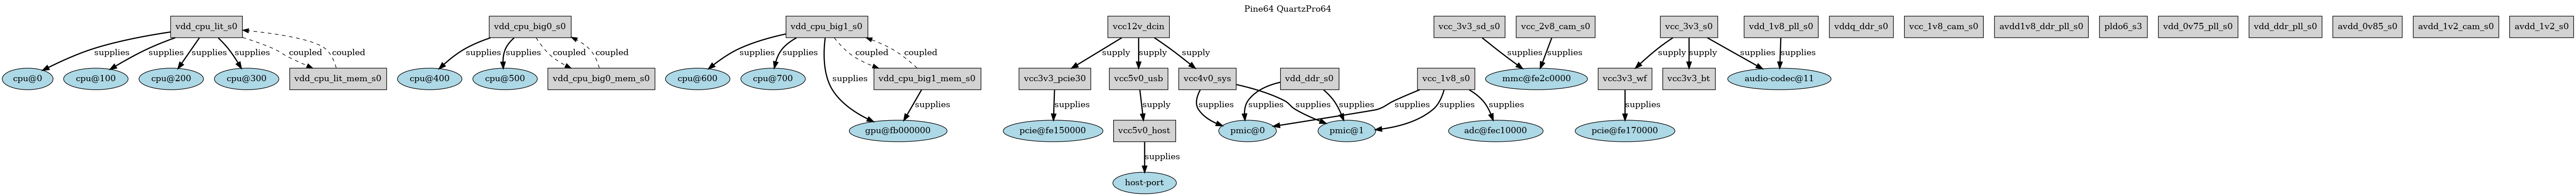 Pine64 QuartzPro64
vdd_cpu_lit_s0
vdd_cpu_big0_s0
vdd_cpu_big1_s0
vcc12v_dcin
vcc_3v3_sd_s0
vcc_2v8_cam_s0
vcc_3v3_s0
vdd_1v8_pll_s0
vddq_ddr_s0
vcc_1v8_cam_s0
avdd1v8_ddr_pll_s0
pldo6_s3
vdd_0v75_pll_s0
vdd_ddr_pll_s0
avdd_0v85_s0
avdd_1v2_cam_s0
avdd_1v2_s0
supplies
supplies
supplies
supplies
coupled
coupled
supplies
supplies
coupled
coupled
supplies
supplies
coupled
coupled
supply
supply
supply
supplies
supplies
supply
supply
supplies
supplies
cpu@0
cpu@100
cpu@200
cpu@300
vdd_cpu_lit_mem_s0
cpu@400
cpu@500
vdd_cpu_big0_mem_s0
cpu@600
cpu@700
supplies
vdd_cpu_big1_mem_s0
vcc3v3_pcie30
vcc5v0_usb
vcc4v0_sys
vdd_ddr_s0
vcc_1v8_s0
mmc@fe2c0000
vcc3v3_wf
vcc3v3_bt
audio-codec@11
supplies
supplies
supply
supplies
supplies
supplies
supplies
supplies
supplies
supplies
supplies
gpu@fb000000
pcie@fe150000
vcc5v0_host
pmic@0
pmic@1
adc@fec10000
pcie@fe170000
supplies
host-port